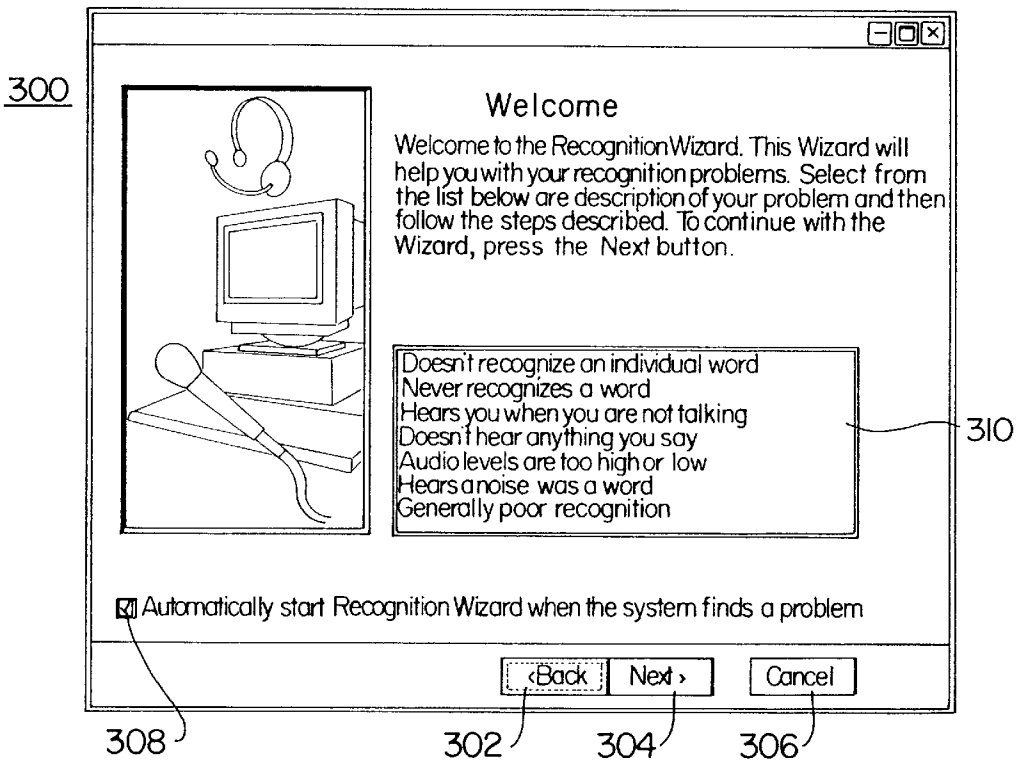 300
Welcome
Welcome to the Recognition Wizard. This Wizard will
help you with your recognition problems. Select from
the list below are description of your problem and then
follow the steps described. To continue with the
Wizard, press the Next button.
Doesn't recognize an individual word
Never recognizes a word
Hears you when you are not talking
Doesn't hear anything you say
Audio levels are too high or low
Hears a noise was a word
Generally poor recognition
310
Automatically start Recognition Wizard when the system finds a problem
‹Back Next› Cancel
308 302 304 306